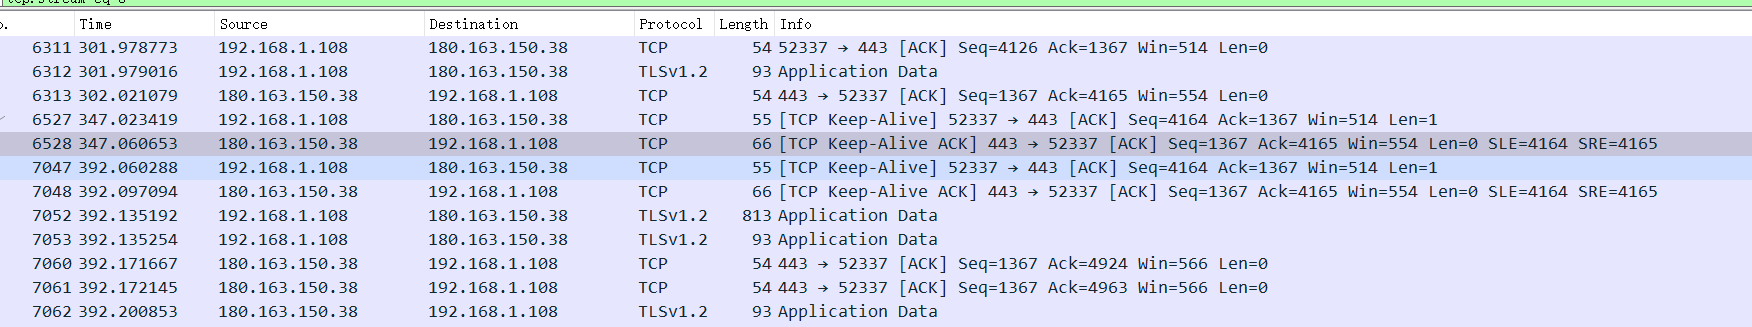 Time Source Destination Protocol Length Info
6311 301.978773 192.168.1.108 180.163.150.38 TCP 54 52337 → 443 [ACK] Seq=4126 Ack=1367 Win=514 Len=0
6312 301.979016 192.168.1.108 180.163.150.38 TLSv1.2 93 Application Data
6313 302.021079 180.163.150.38 192.168.1.108 TCP 54 443 → 52337 [ACK] Seq=1367 Ack=4165 Win=554 Len=0
6527 347.023419 192.168.1.108 180.163.150.38 TCP 55 [TCP Keep-Alive] 52337 → 443 [ACK] Seq=4164 Ack=1367 Win=514 Len=1
6528 347.060653 180.163.150.38 192.168.1.108 TCP 66 [TCP Keep-Alive ACK] 443 → 52337 [ACK] Seq=1367 Ack=4165 Win=554 Len=0 SLE=4164 SRE=4165
7047 392.060288 192.168.1.108 180.163.150.38 TCP 55 [TCP Keep-Alive] 52337 → 443 [ACK] Seq=4164 Ack=1367 Win=514 Len=1
7048 392.097094 180.163.150.38 192.168.1.108 TCP 66 [TCP Keep-Alive ACK] 443 → 52337 [ACK] Seq=1367 Ack=4165 Win=554 Len=0 SLE=4164 SRE=4165
7052 392.135192 192.168.1.108 180.163.150.38 TLSv1.2 813 Application Data
7053 392.135254 192.168.1.108 180.163.150.38 TLSv1.2 93 Application Data
7060 392.171667 180.163.150.38 192.168.1.108 TCP 54 443 → 52337 [ACK] Seq=1367 Ack=4924 Win=566 Len=0
7061 392.172145 180.163.150.38 192.168.1.108 TCP 54 443 → 52337 [ACK] Seq=1367 Ack=4963 Win=566 Len=0
7062 392.200853 180.163.150.38 192.168.1.108 TLSv1.2 93 Application Data